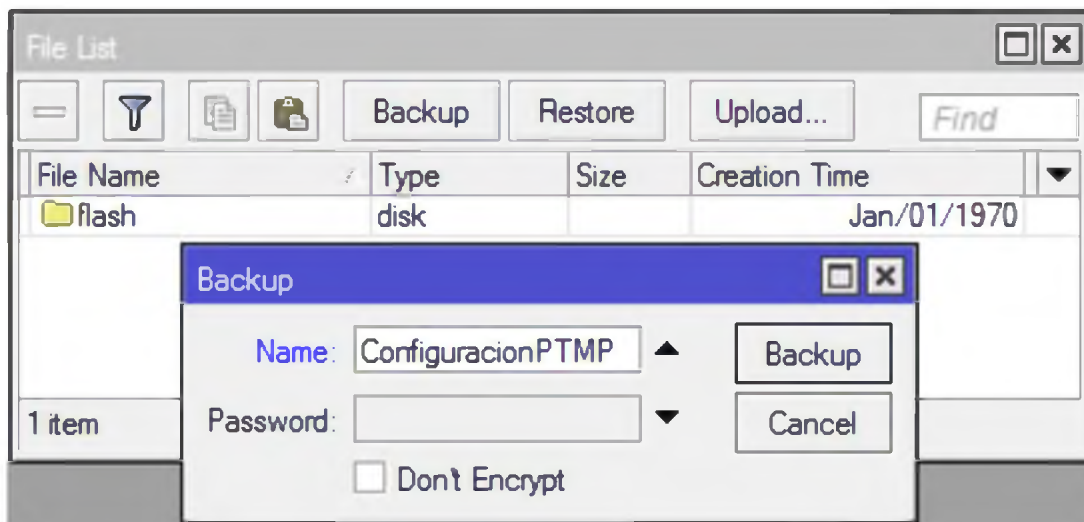 File List
Backup Restore Upload... Find
File Name Type Size Creation Time
flash disk Jan/01/1970
Backup
Name: ConfiguracionPTMP Backup
1 item Password: Cancel
Don't Encrypt